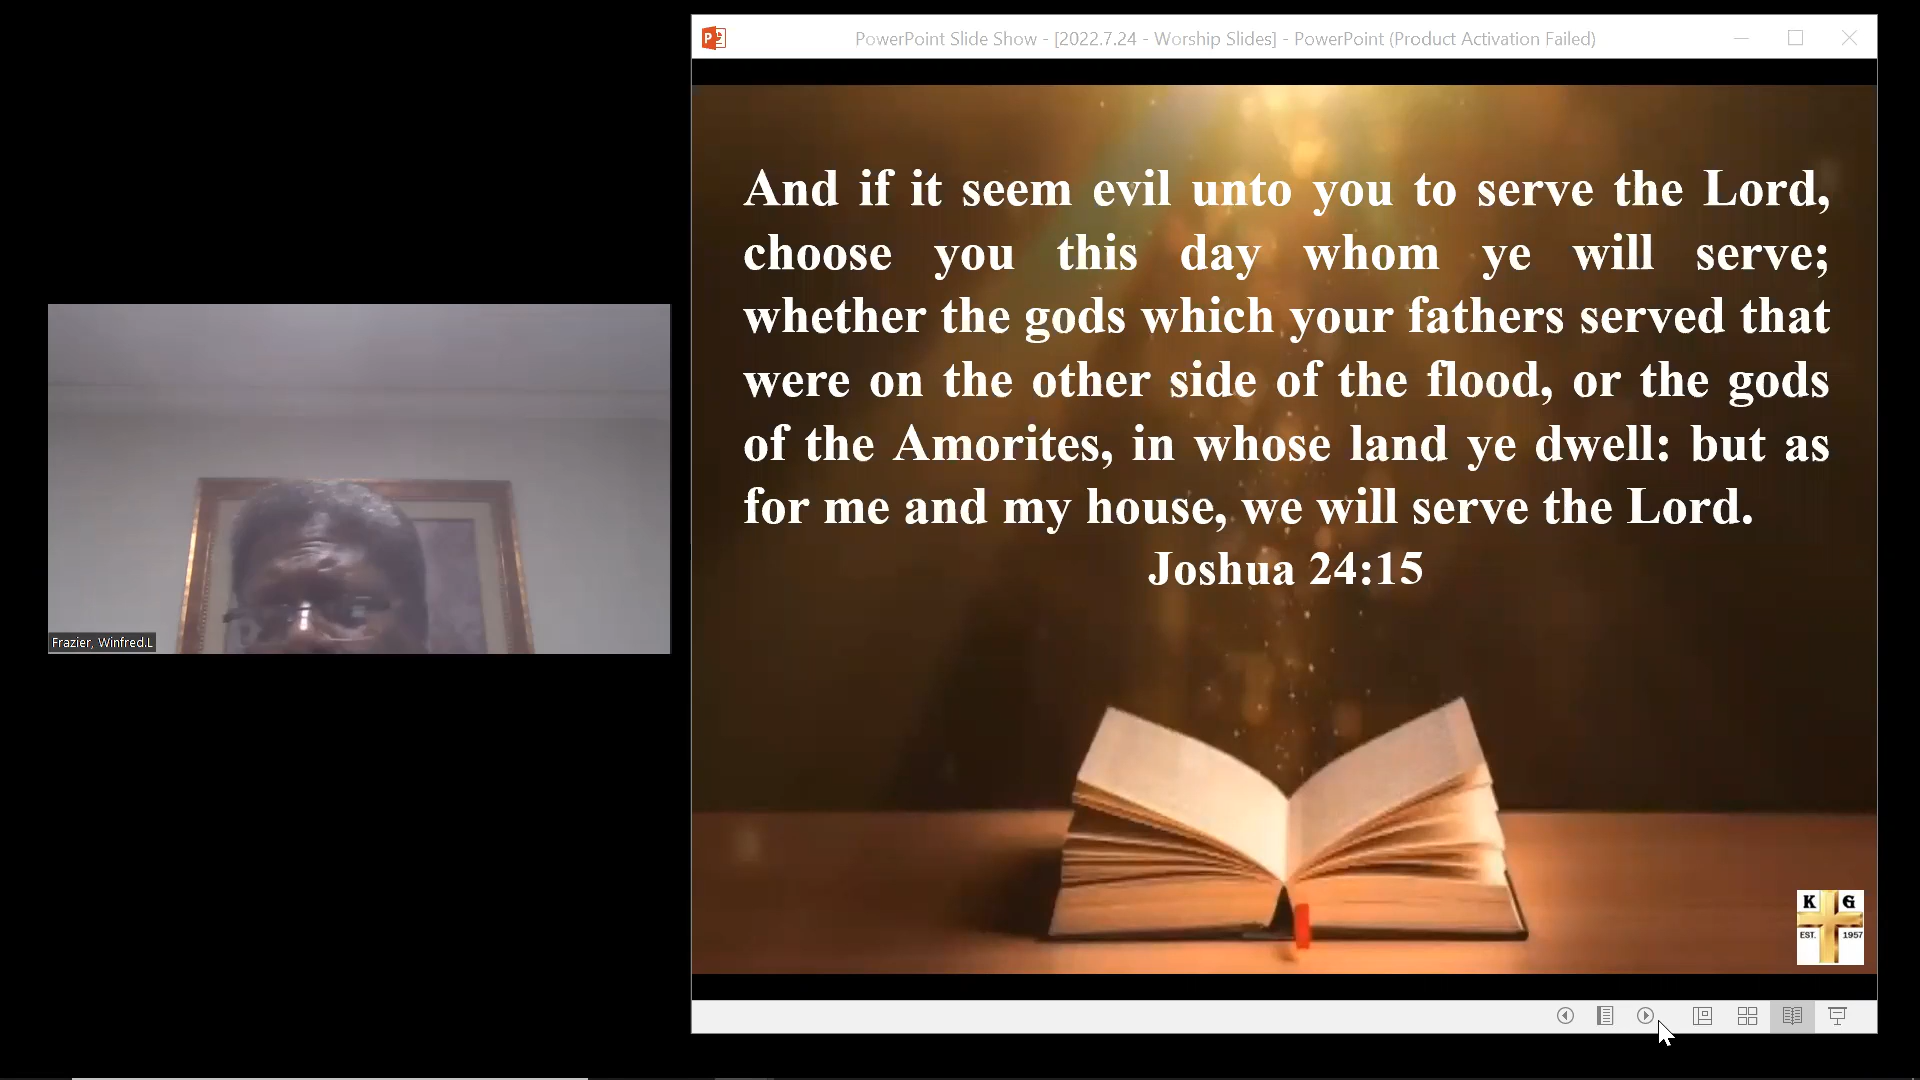 PowerPoint Slide Show - [2022.7.24 - Worship Slides] - PowerPoint (Product Activation Failed)
And if it seem evil unto you to serve the Lord,
choose you this day whom ye will serve;
whether the gods which your fathers served that
were on the other side of the flood, or the gods
of the Amorites, in whose land ye dwell: but as
for me and my house, we will serve the Lord.
Joshua 24:15
Frazier, Winfred.L
K G
EST. 1957